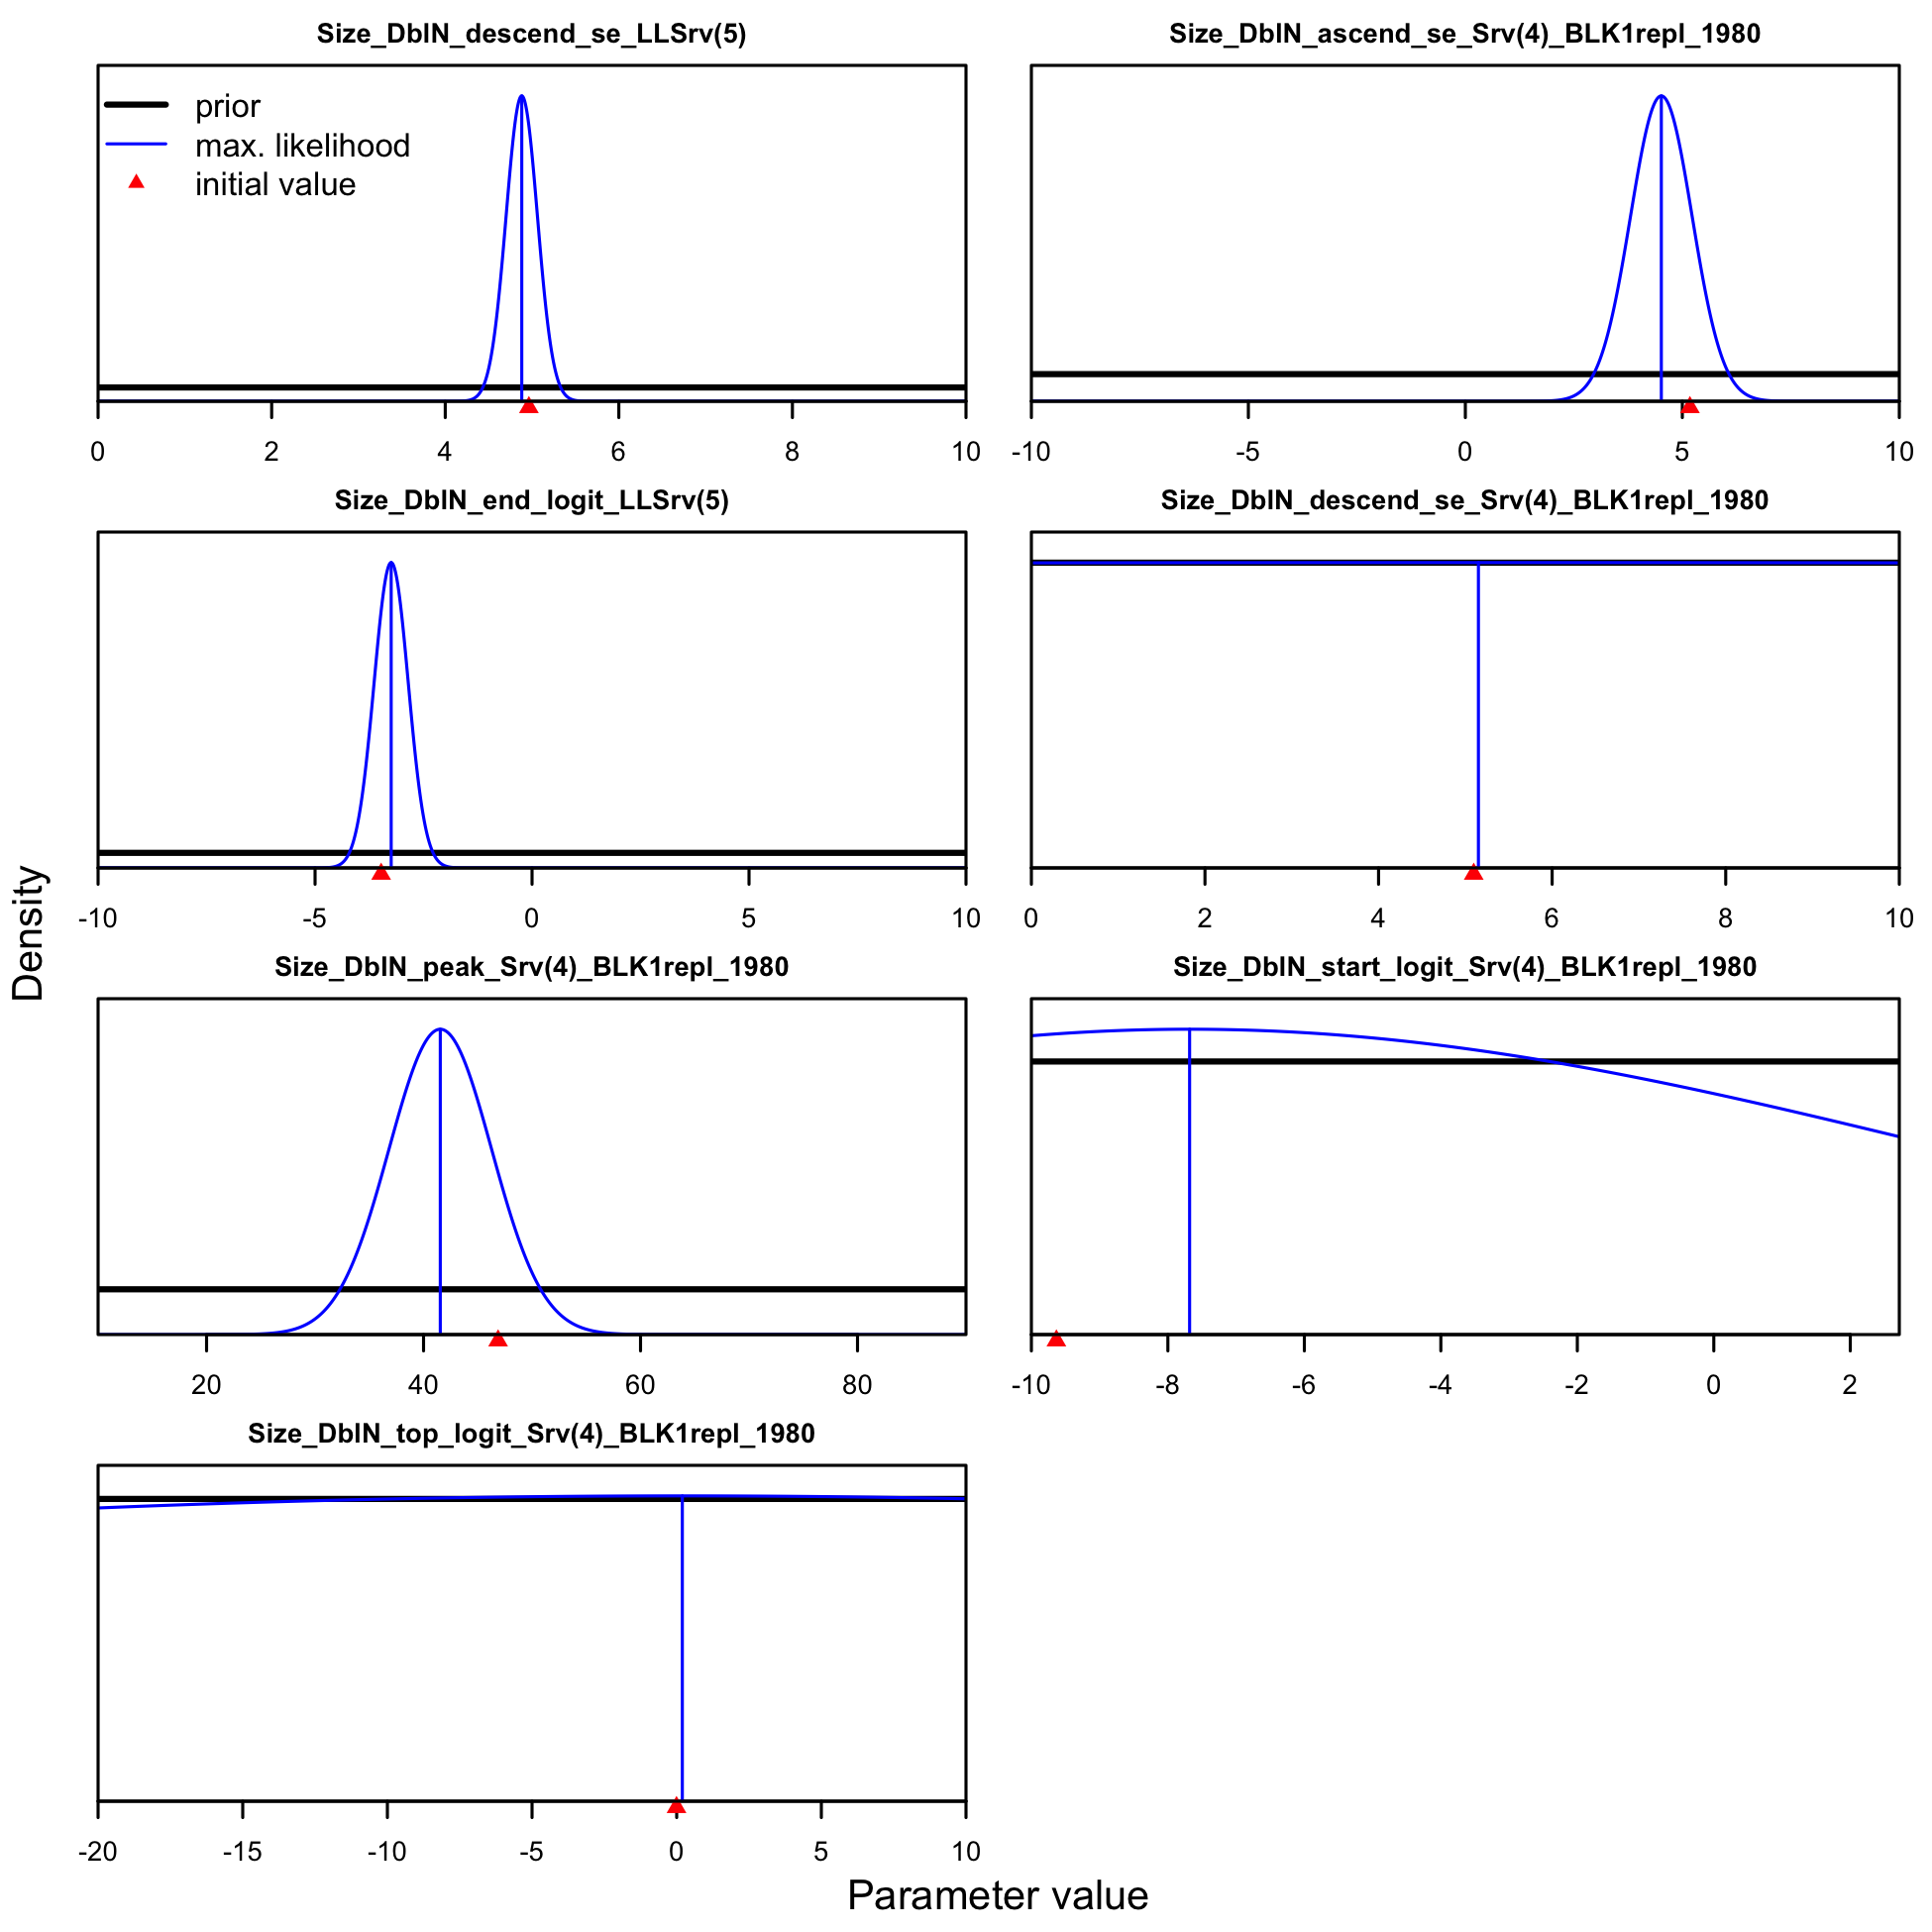 Size_DblN_descend_se_LLSrv(5)
prior
max. likelihood
initial value
0 2 4 6 8 10
Size_DblN_ascend_se_Srv(4)_BLK1repl_1980
-10 -5 0 5 10
Size_DblN_end_logit_LLSrv(5)
-10 -5 0 5 10
Size_DblN_descend_se_Srv(4)_BLK1repl_1980
0 2 4 6 8 10
Size_DblN_peak_Srv(4)_BLK1repl_1980
20 40 60 80
Size_DblN_start_logit_Srv(4)_BLK1repl_1980
-10 -8 -6 -4 -2 0 2
Size_DblN_top_logit_Srv(4)_BLK1repl_1980
-20 -15 -10 -5 0 5 10
Density
Parameter value